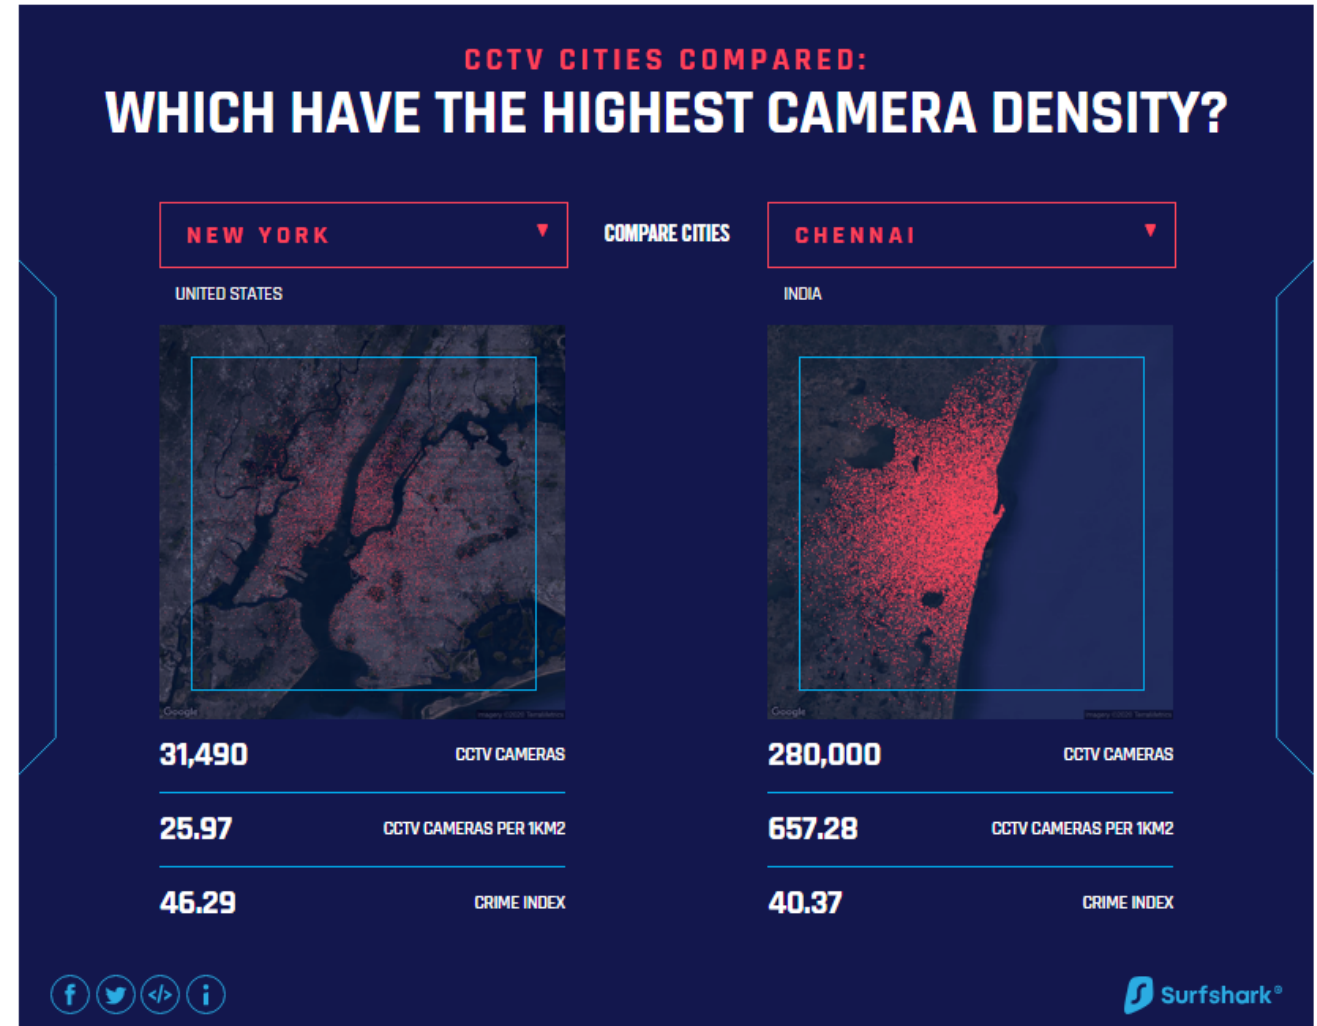 CCTV CITIES COMPARED:
WHICH HAVE THE HIGHEST CAMERA DENSITY?
NEW YORK
COMPARE CITIES
CHENNAI
UNITED STATES
INDIA
Google
Google
31,490 CCTV CAMERAS
280,000 CCTV CAMERAS
25.97 CCTV CAMERAS PER 1KM2
657.28 CCTV CAMERAS PER 1KM2
46.29 CRIME INDEX
40.37 CRIME INDEX
Surfshark®